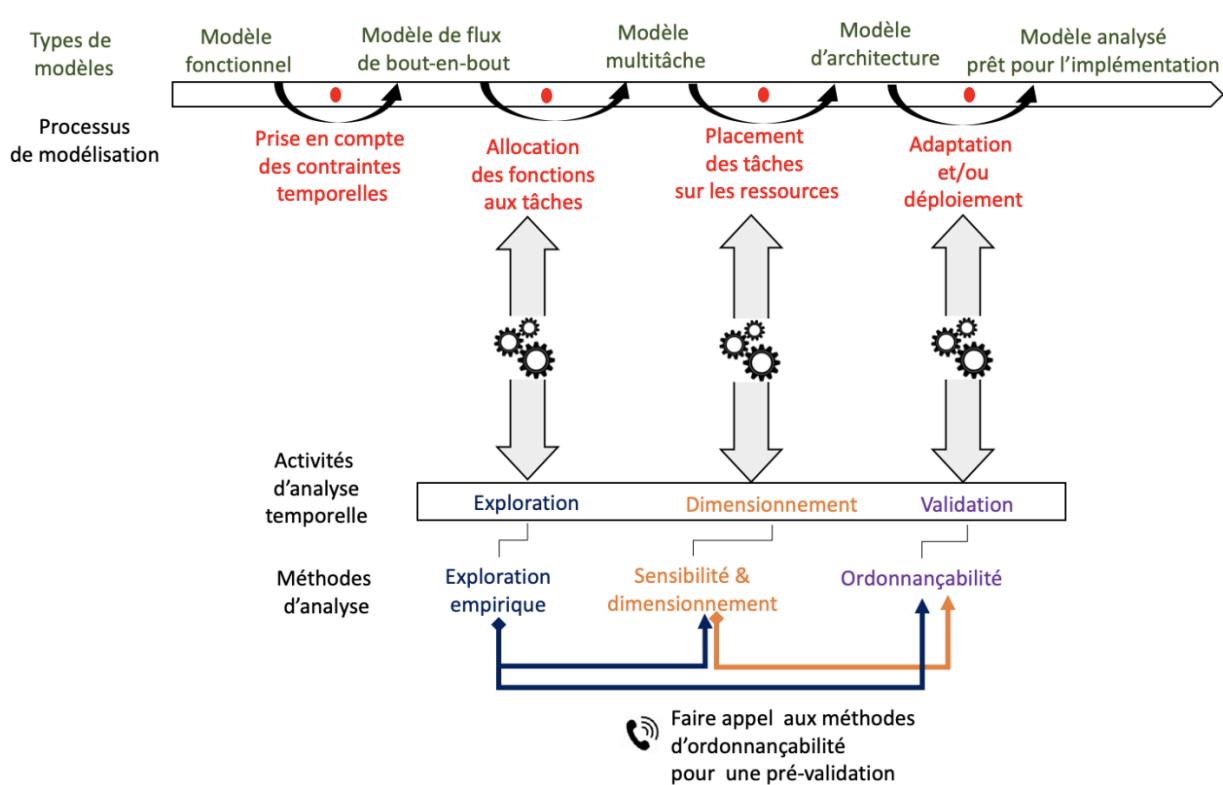 Types de
modèles
Modèle
fonctionnel
Modèle de flux
de bout-en-bout
Modèle
multitâche
Modèle
d'architecture
Modèle analysé
prêt pour l'implémentation
Processus
de modélisation
Prise en compte
des contraintes
temporelles
Allocation
des fonctions
aux tâches
Placement
des tâches
sur les ressources
Adaptation
et/ou
déploiement
Activités
d'analyse
temporelle
Exploration
Dimensionnement
Validation
Méthodes
d'analyse
Exploration
empirique
Sensibilité &
dimensionnement
Ordonnançabilité
Faire appel aux méthodes
d'ordonnançabilité
pour une pré-validation